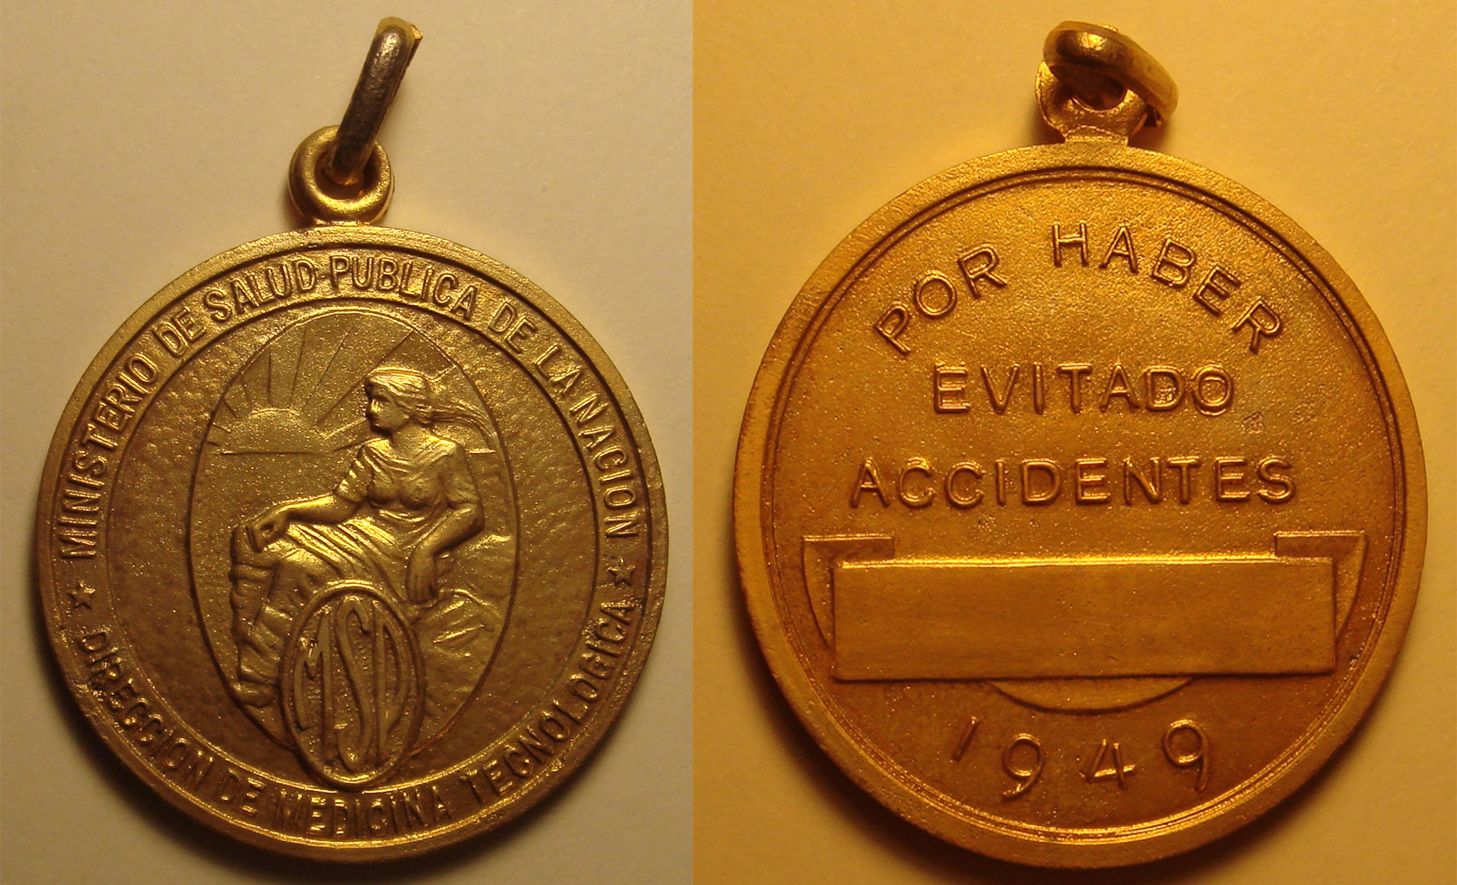 MINISTERIO DE SALUD PUBLICA DE LA NACION
★ DIRECCION DE MEDICINA TECNOLOGICA ★
MSP
POR HABER
EVITADO
ACCIDENTES
1949